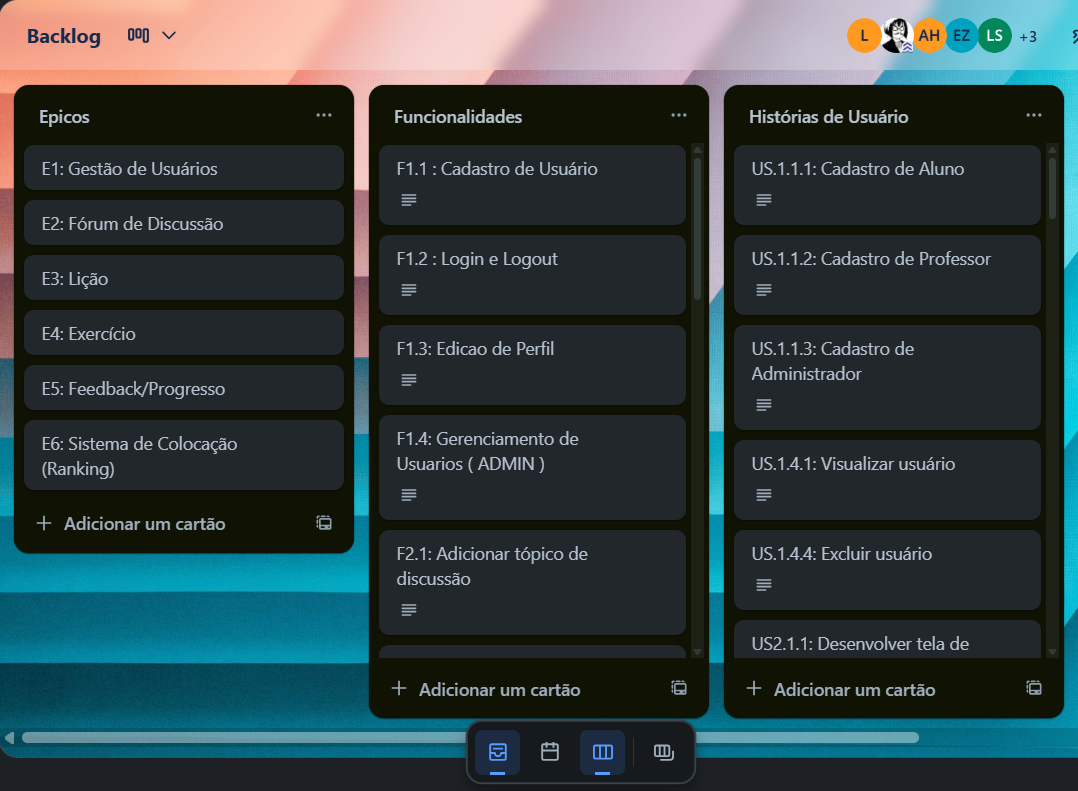 Backlog
L
AH
EZ
LS
+3
Epicos
E1: Gestão de Usuários
E2: Fórum de Discussão
E3: Lição
E4: Exercício
E5: Feedback/Progresso
E6: Sistema de Colocação
(Ranking)
Adicionar um cartão
Funcionalidades
F1.1 : Cadastro de Usuário
F1.2 : Login e Logout
F1.3: Edicao de Perfil
F1.4: Gerenciamento de
Usuarios ( ADMIN )
F2.1: Adicionar tópico de
discussão
Adicionar um cartão
Histórias de Usuário
US.1.1.1: Cadastro de Aluno
US.1.1.2: Cadastro de Professor
US.1.1.3: Cadastro de
Administrador
US.1.4.1: Visualizar usuário
US.1.4.4: Excluir usuário
US2.1.1: Desenvolver tela de
Adicionar um cartão